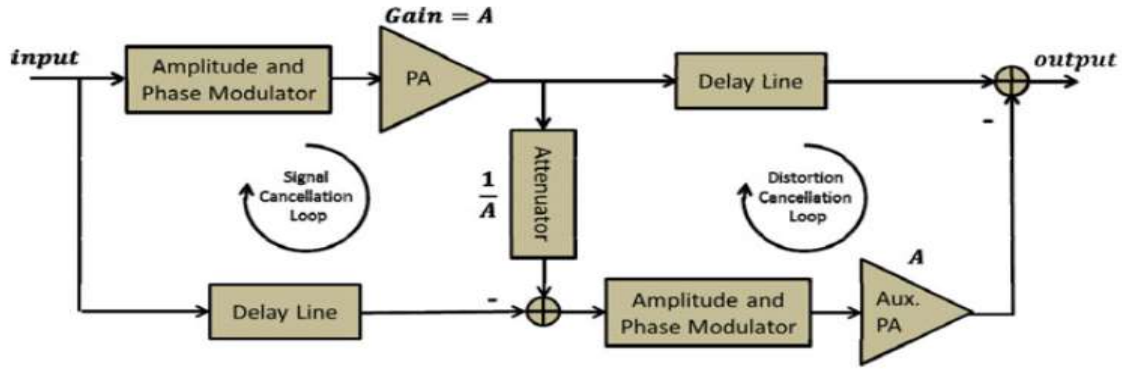 Gain = A
input
Amplitude and
Phase Modulator
PA
Delay Line
output
-
Signal
Cancellation
Loop
1
A
Attenuator
Distortion
Cancellation
Loop
A
Delay Line
-
Amplitude and
Phase Modulator
Aux.
PA